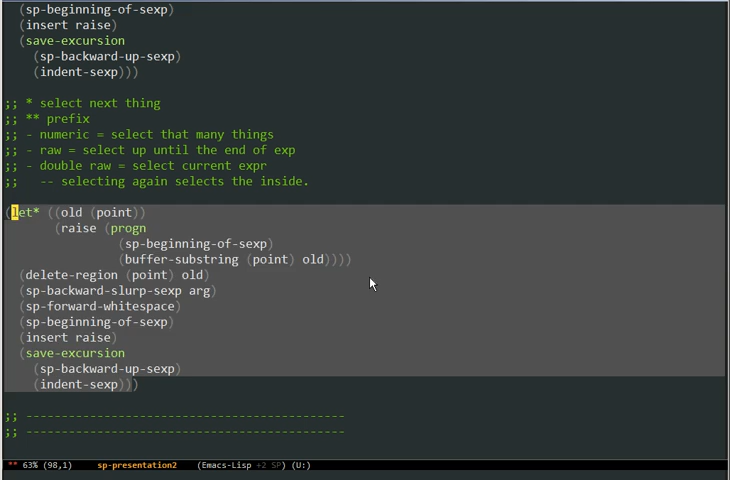 (sp-beginning-of-sexp)
(insert raise)
(save-excursion
(sp-backward-up-sexp)
(indent-sexp)))
;; * select next thing
;; ** prefix
;; - numeric = select that many things
;; - raw = select up until the end of exp
;; - double raw = select current expr
;;   -- selecting again selects the inside.
(let* ((old (point))
(raise (progn
(sp-beginning-of-sexp)
(buffer-substring (point) old))))
(delete-region (point) old)
(sp-backward-slurp-sexp arg)
(sp-forward-whitespace)
(sp-beginning-of-sexp)
(insert raise)
(save-excursion
(sp-backward-up-sexp)
(indent-sexp)))
;; --------------------------------------------
;; --------------------------------------------
** 63% (98,1) sp-presentation2 (Emacs-Lisp +2 SP) (U:)